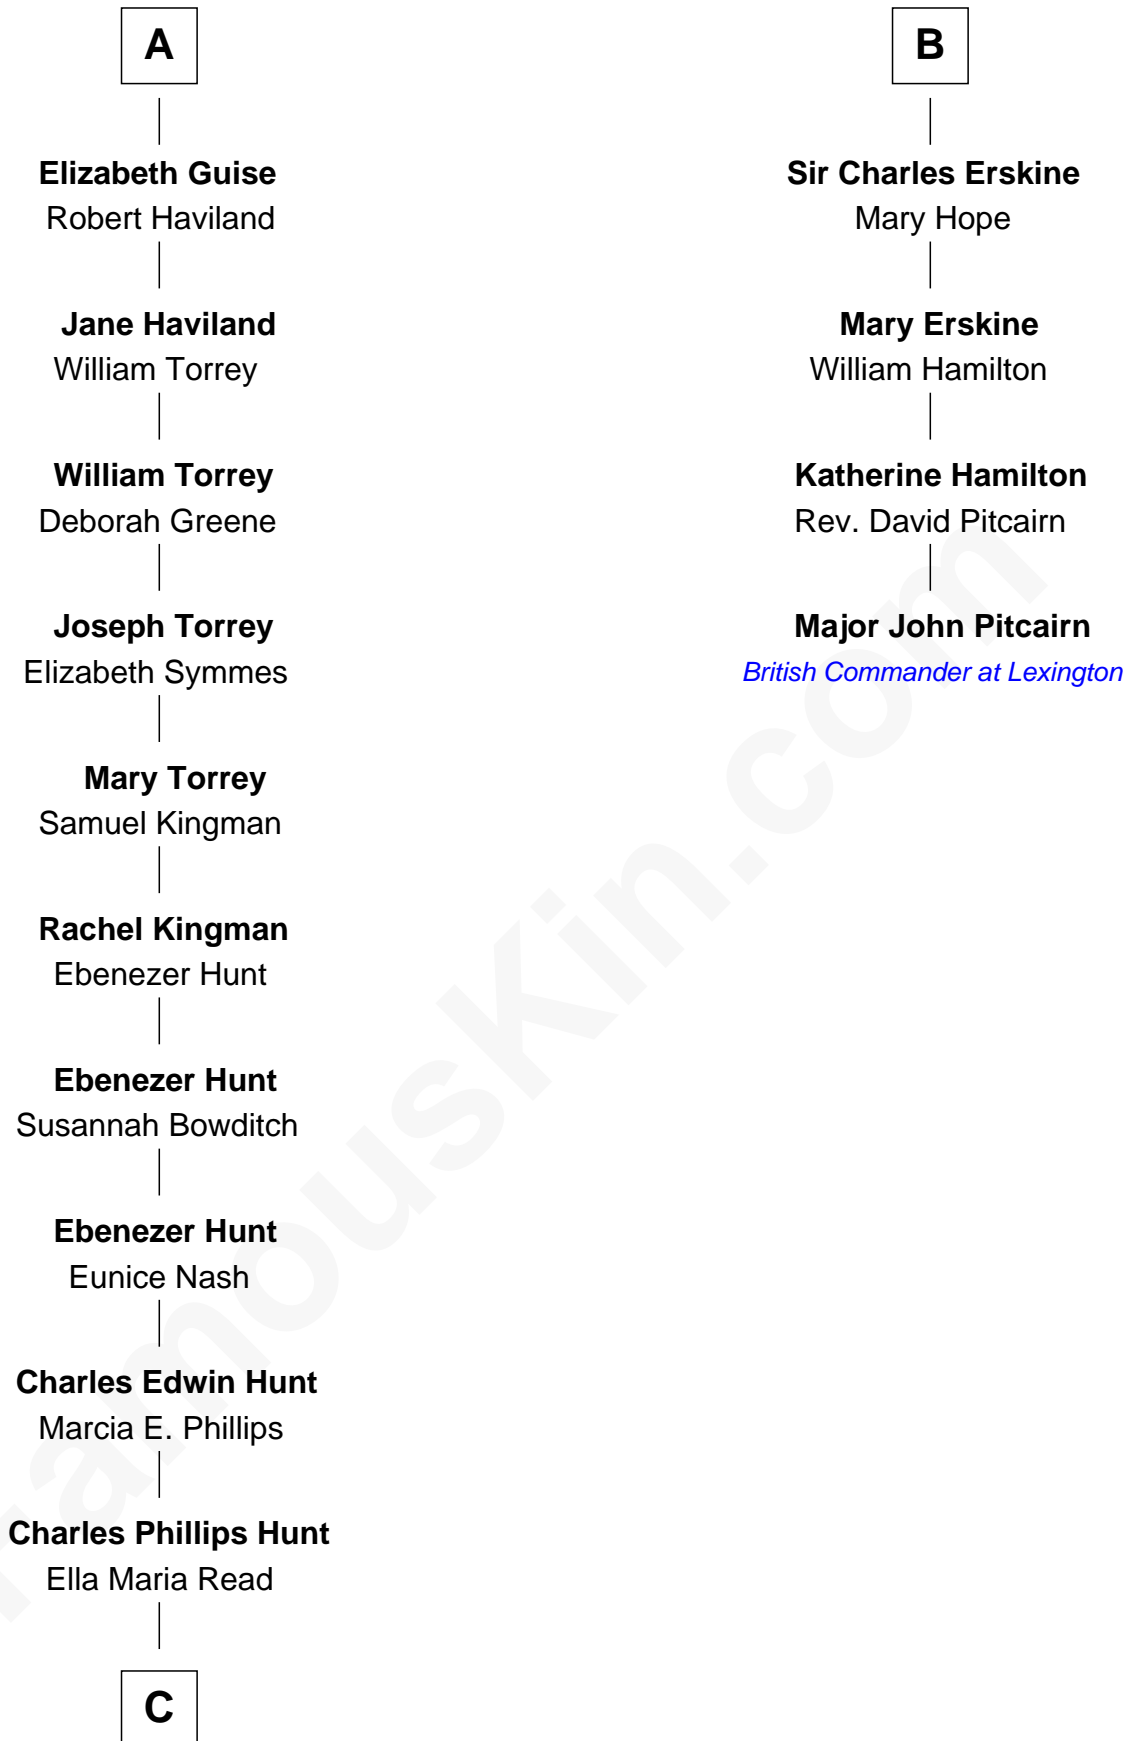 A
Elizabeth Guise
Robert Haviland
Jane Haviland
William Torrey
William Torrey
Deborah Greene
Joseph Torrey
Elizabeth Symmes
Mary Torrey
Samuel Kingman
Rachel Kingman
Ebenezer Hunt
Ebenezer Hunt
Susannah Bowditch
Ebenezer Hunt
Eunice Nash
Charles Edwin Hunt
Marcia E. Phillips
Charles Phillips Hunt
Ella Maria Read
C
B
Sir Charles Erskine
Mary Hope
Mary Erskine
William Hamilton
Katherine Hamilton
Rev. David Pitcairn
Major John Pitcairn
British Commander at Lexington
FamousKin.com